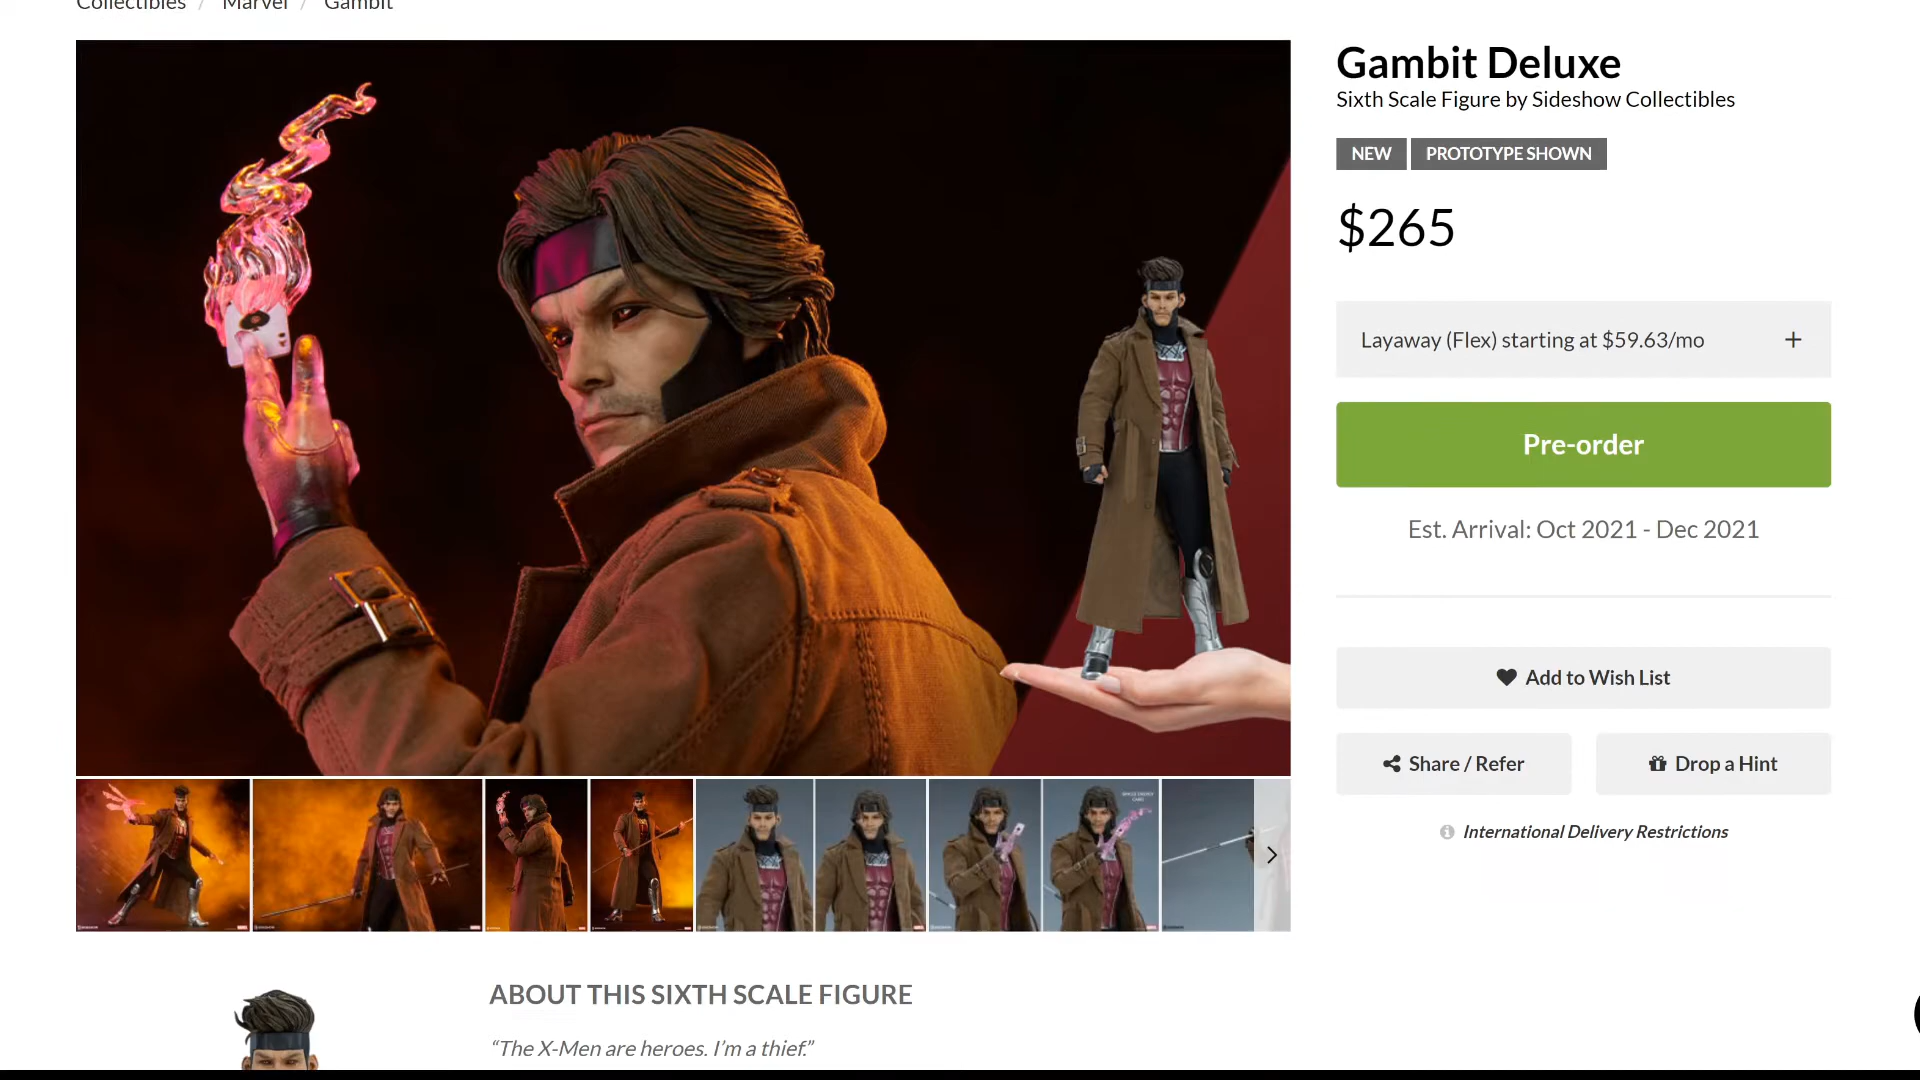 Collectibles / Marvel / Gambit
Gambit Deluxe
Sixth Scale Figure by Sideshow Collectibles
NEW
PROTOTYPE SHOWN
$265
Layaway (Flex) starting at $59.63/mo +
Pre-order
Est. Arrival: Oct 2021 - Dec 2021
Add to Wish List
Share / Refer
Drop a Hint
International Delivery Restrictions
ABOUT THIS SIXTH SCALE FIGURE
“The X-Men are heroes. I’m a thief.”